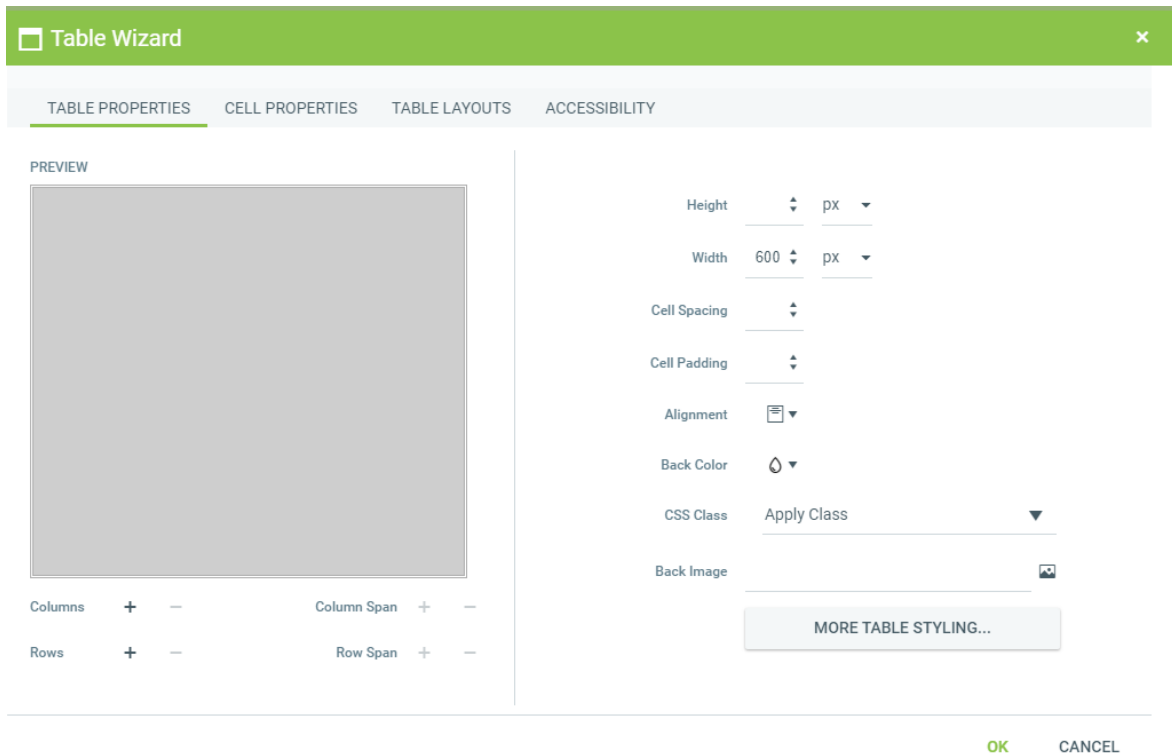 Table Wizard
TABLE PROPERTIES CELL PROPERTIES TABLE LAYOUTS ACCESSIBILITY
PREVIEW
Columns + − Column Span + −
Rows + − Row Span + −
Height px
Width 600 px
Cell Spacing
Cell Padding
Alignment
Back Color
CSS Class Apply Class
Back Image
MORE TABLE STYLING...
OK CANCEL